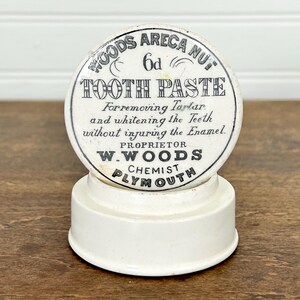 WOODS ARECA NUT
6d
TOOTH PASTE
For removing Tartar
and whitening the Teeth
without injuring the Enamel.
PROPRIETOR
W. WOODS
CHEMIST
PLYMOUTH